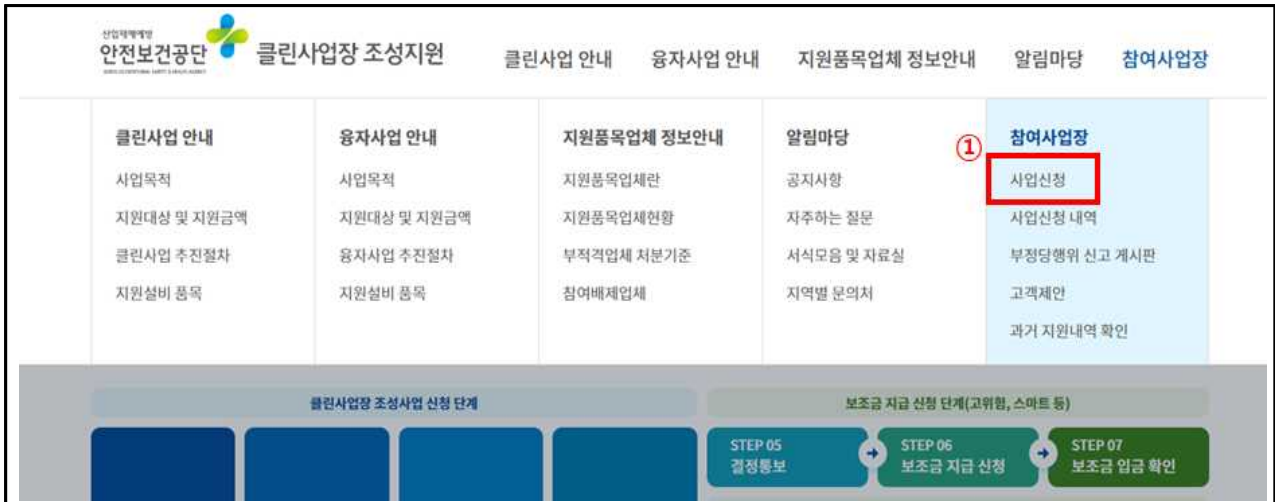 산업재해예방
안전보건공단
클린사업장 조성지원
클린사업 안내
융자사업 안내
지원품목업체 정보안내
알림마당
참여사업장
클린사업 안내
사업목적
지원대상 및 지원금액
클린사업 추진절차
지원설비 품목
융자사업 안내
사업목적
지원대상 및 지원금액
융자사업 추진절차
지원설비 품목
지원품목업체 정보안내
지원품목업체란
지원품목업체현황
부적격업체 처분기준
참여배제업체
알림마당
공지사항
자주하는 질문
서식모음 및 자료실
지역별 문의처
참여사업장
①
사업신청
사업신청 내역
부정당행위 신고 게시판
고객제안
과거 지원내역 확인
클린사업장 조성사업 신청 단계
보조금 지급 신청 단계(고위험, 스마트 등)
STEP 05
결정통보
STEP 06
보조금 지급 신청
STEP 07
보조금 입금 확인